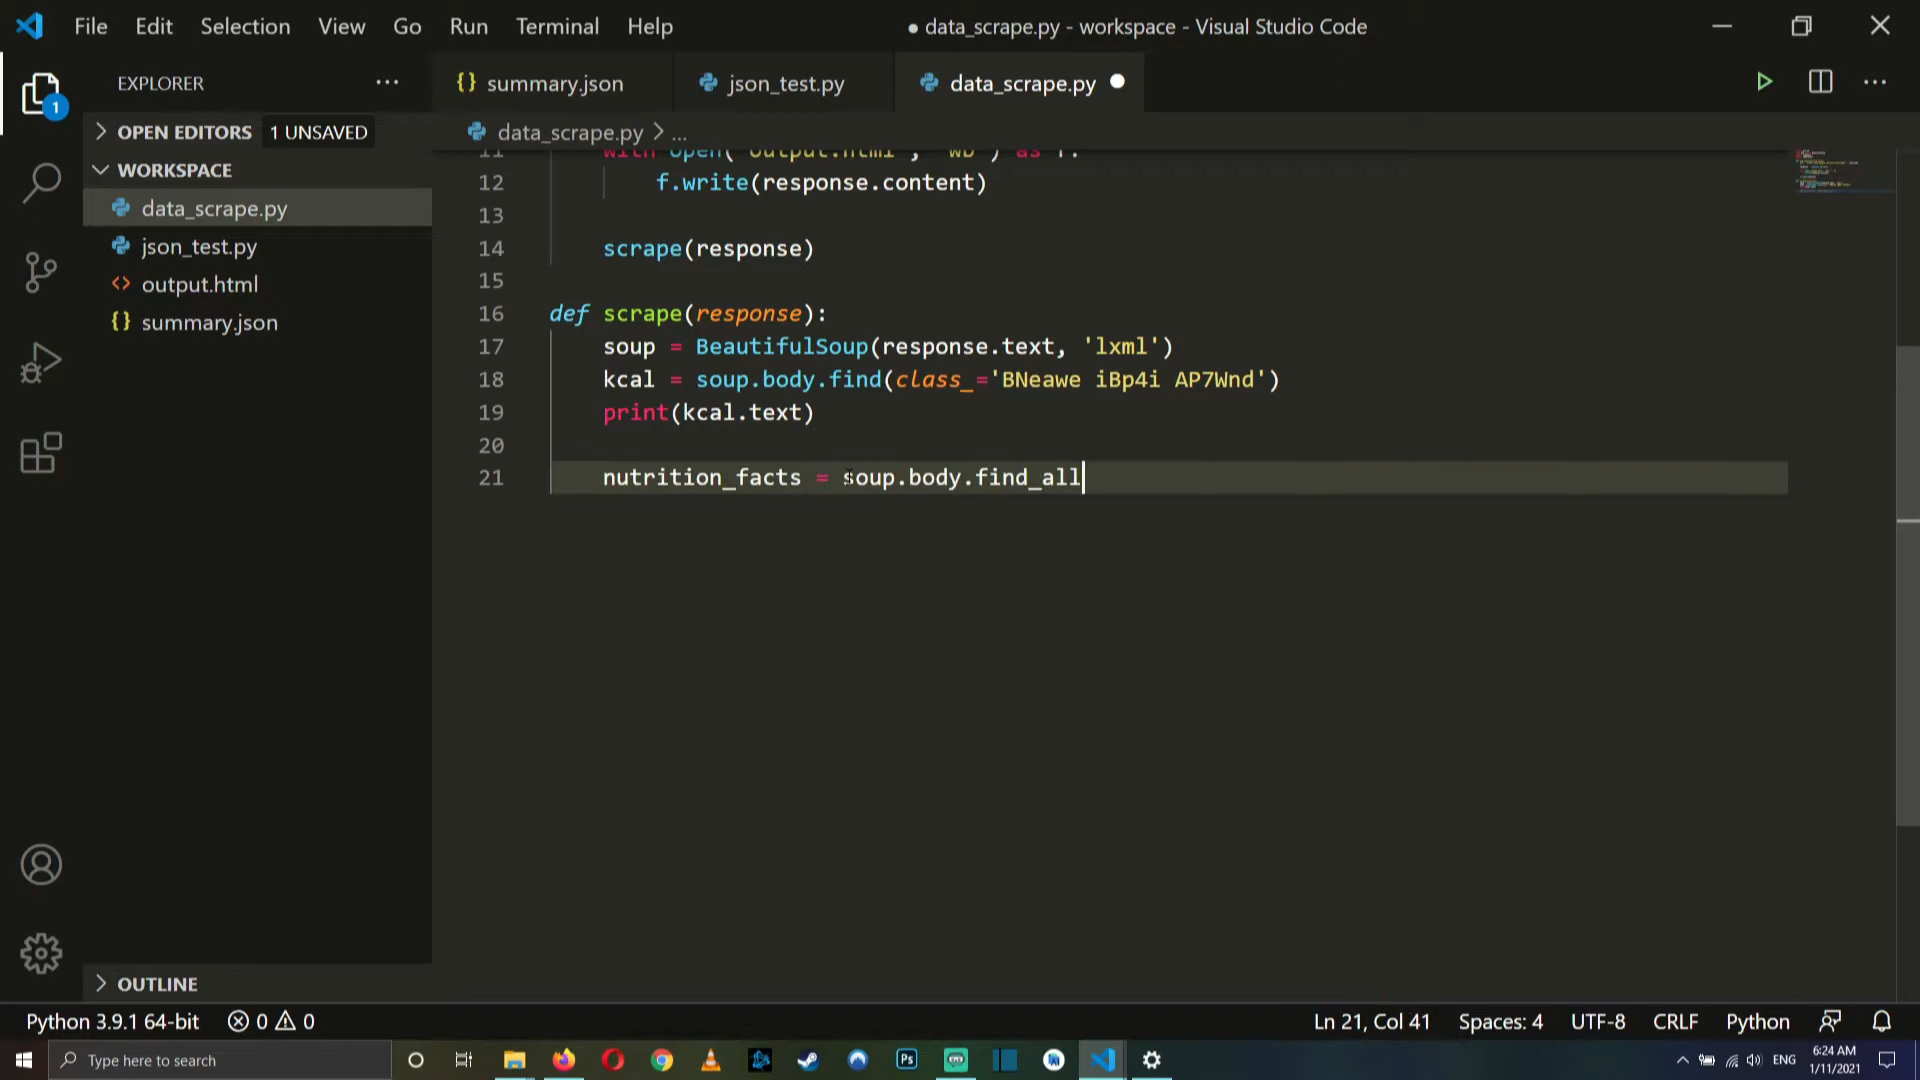 File Edit Selection View Go Run Terminal Help
● data_scrape.py - workspace - Visual Studio Code
EXPLORER ···
{} summary.json
json_test.py
data_scrape.py ●
1
OPEN EDITORS 1 UNSAVED
data_scrape.py > ...
WORKSPACE
data_scrape.py
json_test.py
<> output.html
{} summary.json
11 with open('output.html', 'wb') as f:
12 f.write(response.content)
13
14 scrape(response)
15
16 def scrape(response):
17 soup = BeautifulSoup(response.text, 'lxml')
18 kcal = soup.body.find(class_='BNeawe iBp4i AP7Wnd')
19 print(kcal.text)
20
21 nutrition_facts = soup.body.find_all
OUTLINE
Python 3.9.1 64-bit 0 0
Ln 21, Col 41 Spaces: 4 UTF-8 CRLF Python
Type here to search
Ps
ENG
6:24 AM
1/11/2021